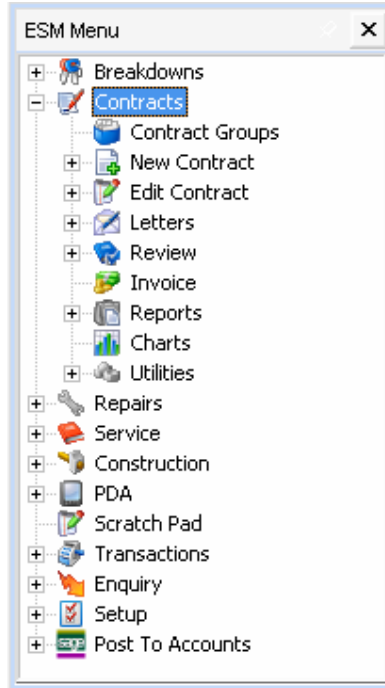 ESM Menu
Breakdowns
Contracts
Contract Groups
New Contract
Edit Contract
Letters
Review
Invoice
Reports
Charts
Utilities
Repairs
Service
Construction
PDA
Scratch Pad
Transactions
Enquiry
Setup
sage Post To Accounts